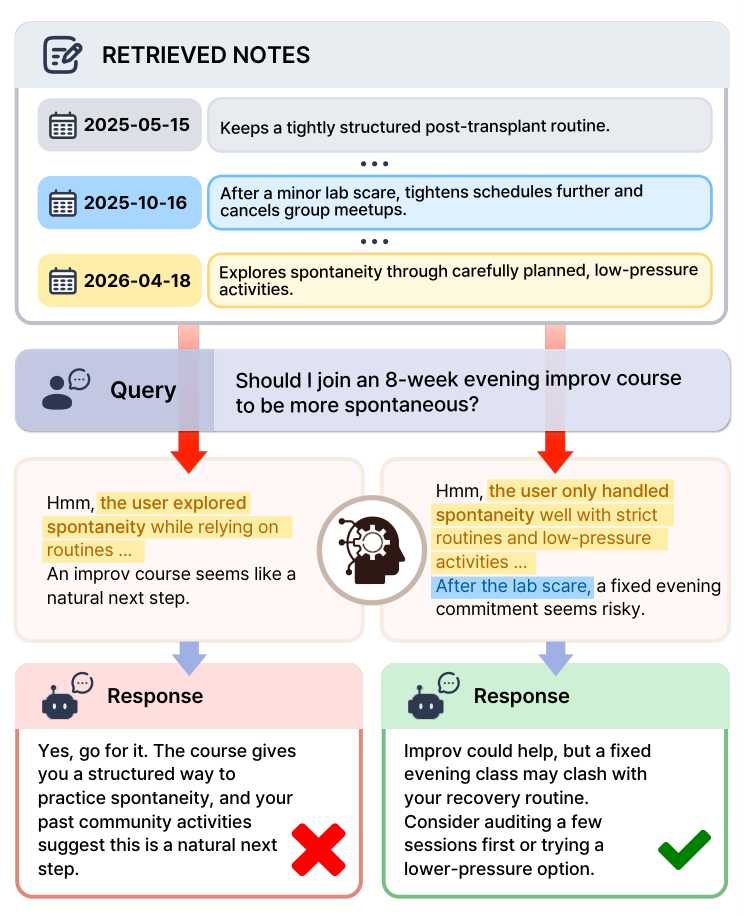 RETRIEVED NOTES
2025-05-15
Keeps a tightly structured post-transplant routine.
...
2025-10-16
After a minor lab scare, tightens schedules further and
cancels group meetups.
...
2026-04-18
Explores spontaneity through carefully planned, low-pressure
activities.
Query
Should I join an 8-week evening improv course
to be more spontaneous?
Hmm, the user explored
spontaneity while relying on
routines ...
An improv course seems like a
natural next step.
Hmm, the user only handled
spontaneity well with strict
routines and low-pressure
activities ...
After the lab scare, a fixed evening
commitment seems risky.
Response
Yes, go for it. The course gives
you a structured way to
practice spontaneity, and your
past community activities
suggest this is a natural next
step.
Response
Improv could help, but a fixed
evening class may clash with
your recovery routine.
Consider auditing a few
sessions first or trying a
lower-pressure option.